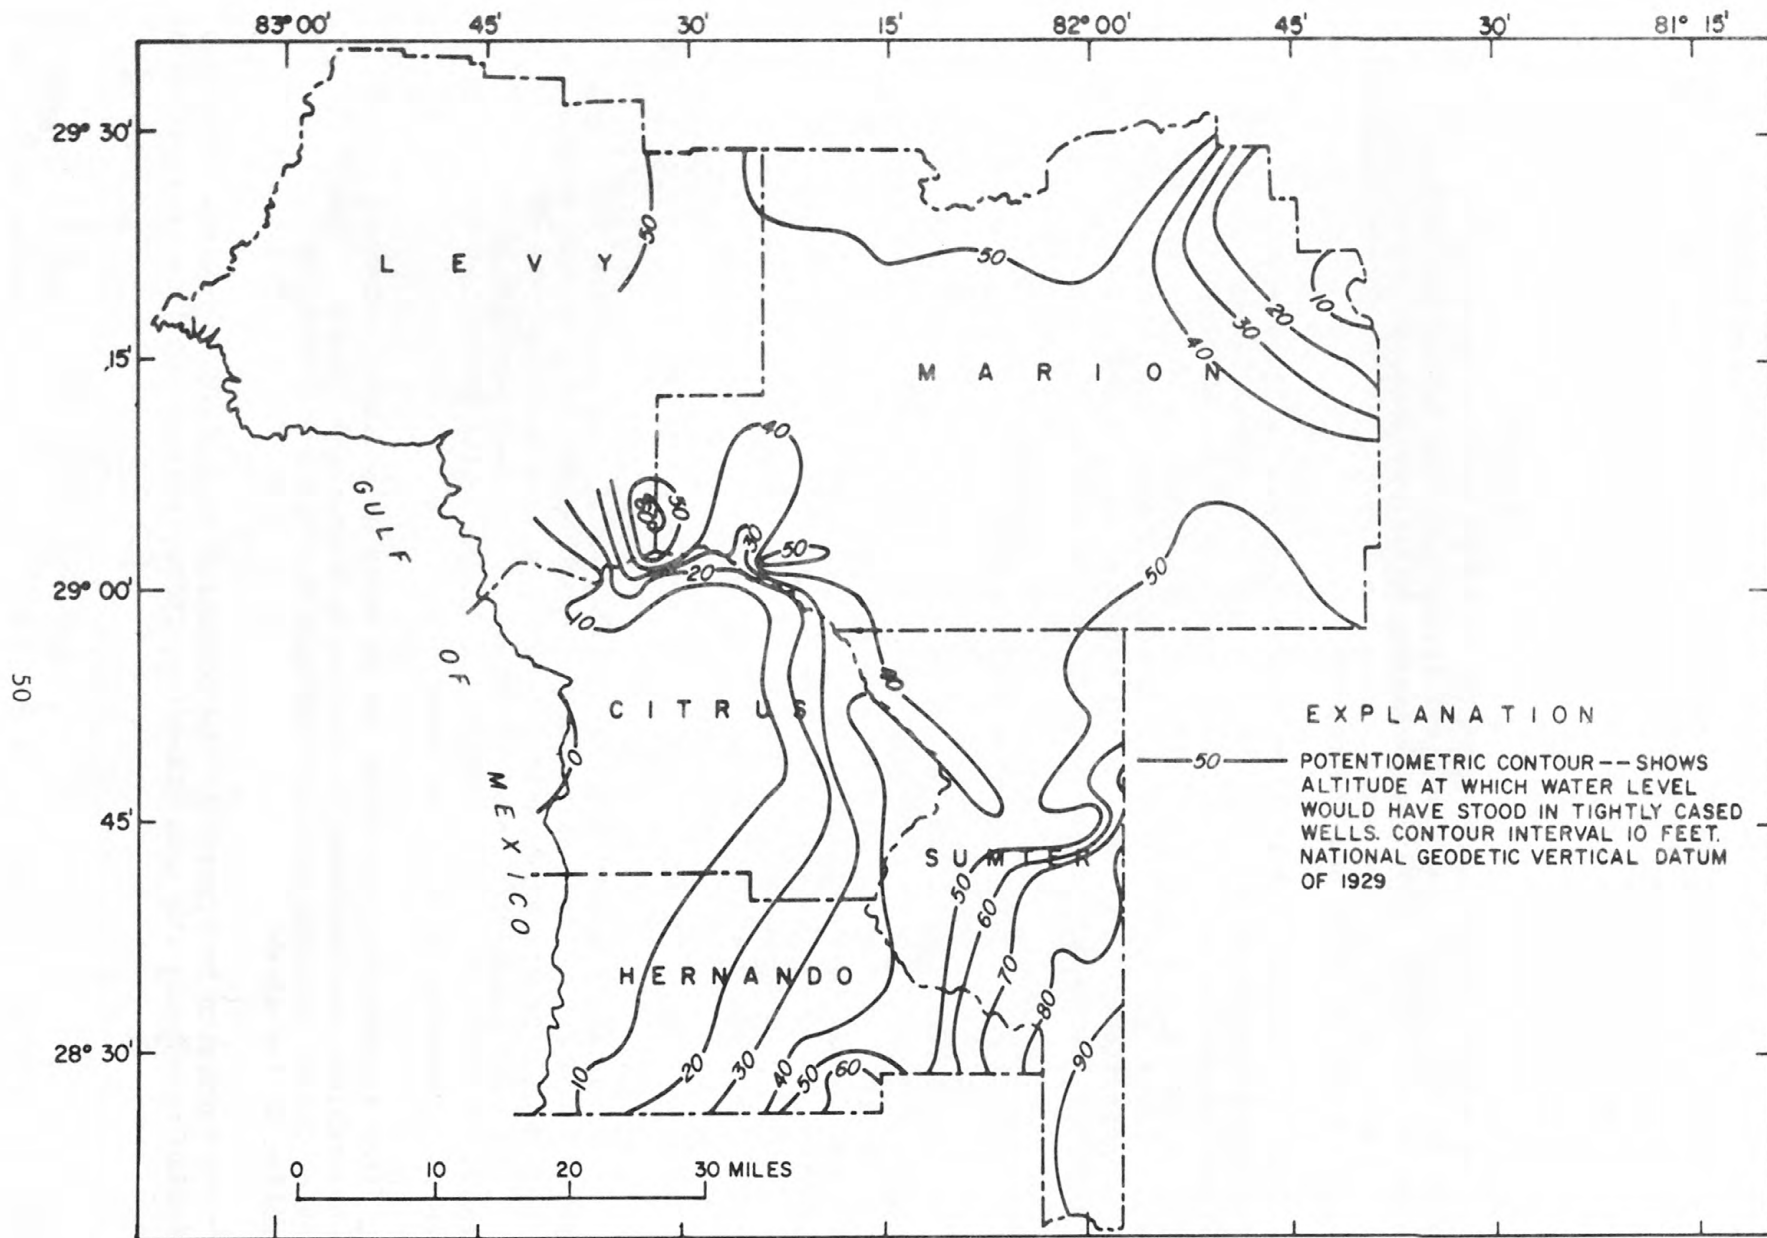 83° 00' 45' 30' 15' 82° 00' 45' 30' 81° 15'
29° 30'
15'
29° 00'
45'
28° 30'
L E V Y
M A R I O N
C I T R U S
S U M T E R
H E R N A N D O
GULF OF MEXICO
50
50
50
40
30
20
10
40
50
30
50
20
10
40
0
50
50
60
70
80
90
10
20
30
40
50
60
EXPLANATION
50 POTENTIOMETRIC CONTOUR--SHOWS
ALTITUDE AT WHICH WATER LEVEL
WOULD HAVE STOOD IN TIGHTLY CASED
WELLS. CONTOUR INTERVAL 10 FEET.
NATIONAL GEODETIC VERTICAL DATUM
OF 1929
0 10 20 30 MILES
50